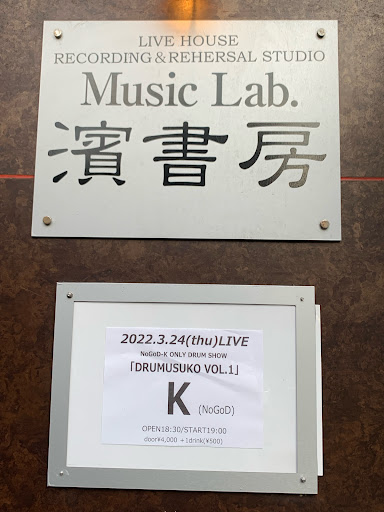 LIVE HOUSE
RECORDING&REHERSAL STUDIO
Music Lab.
濱書房
2022.3.24(thu)LIVE
NoGoD-K ONLY DRUM SHOW
「DRUMUSUKO VOL.1」
K (NoGoD)
OPEN18:30/START19:00
door¥4,000 +1drink(¥500)